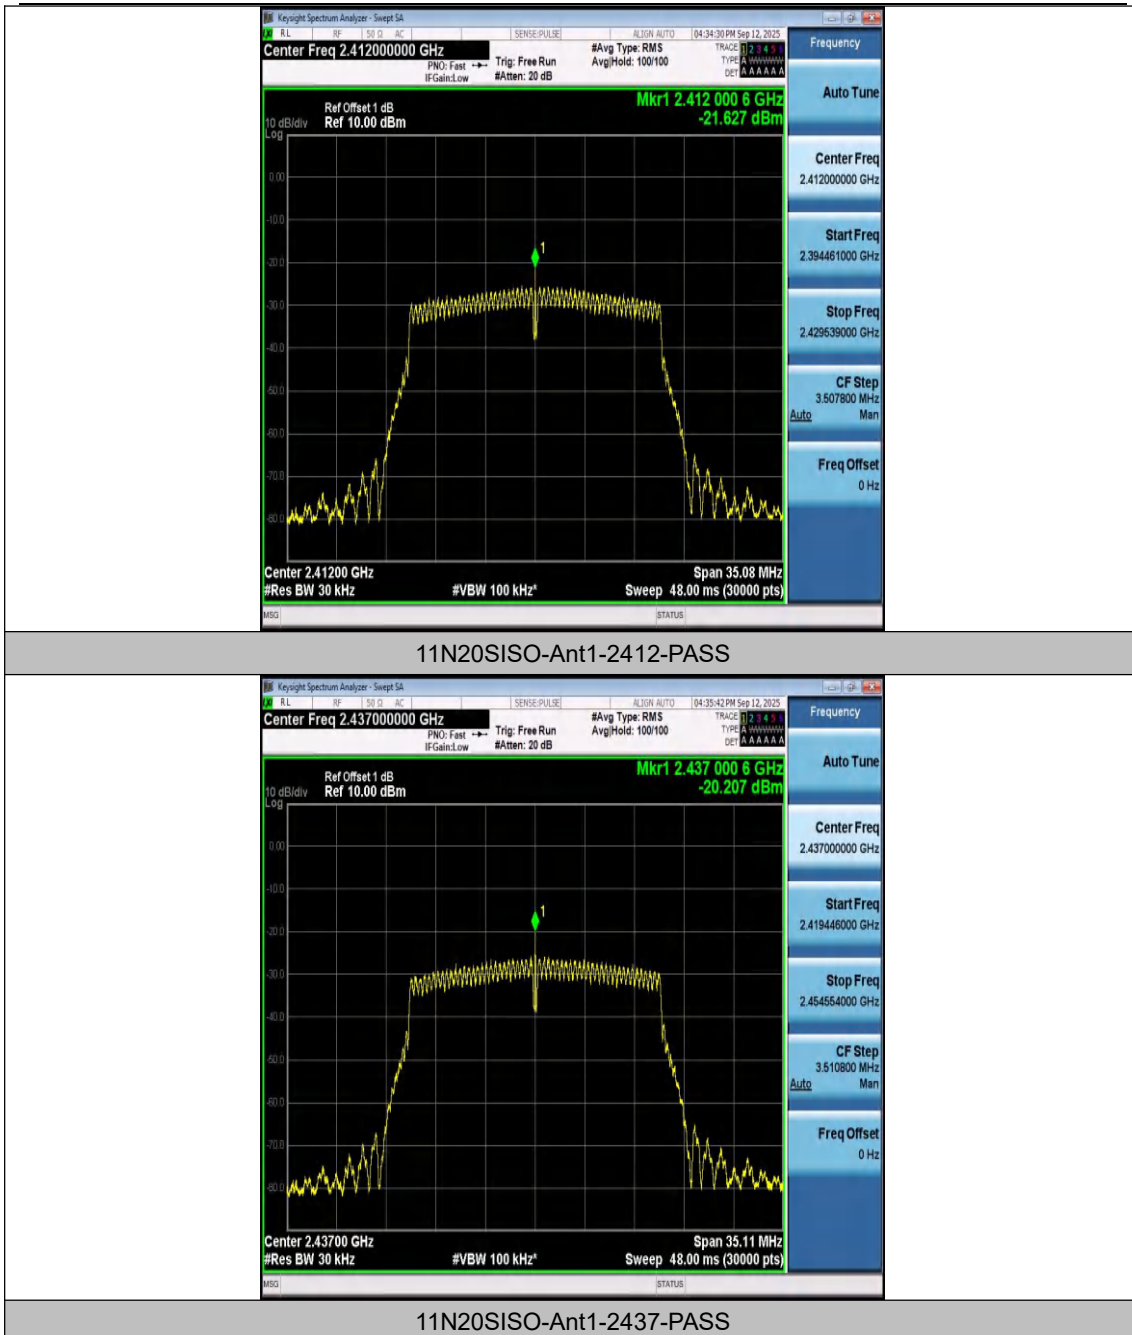 Keysight Spectrum Analyzer - Swept SA
RL RF 50 Ω AC SENSE:PULSE ALIGN AUTO 04:34:30 PM Sep 12, 2025
Center Freq 2.412000000 GHz
#Avg Type: RMS
TRACE 1 2 3 4 5 6
PNO: Fast
Trig: Free Run
Avg|Hold: 100/100
TYPE A WWWWW
IFGain:Low
#Atten: 20 dB
DET A A A A A A
Mkr1 2.412 000 6 GHz
-21.627 dBm
Ref Offset 1 dB
10 dB/div Ref 10.00 dBm
Log
0.00
-10.0
-20.0
-30.0
-40.0
-50.0
-60.0
-70.0
-80.0
1
Center 2.41200 GHz
Span 35.08 MHz
#Res BW 30 kHz
#VBW 100 kHz*
Sweep 48.00 ms (30000 pts)
MSG
STATUS
Frequency
Auto Tune
Center Freq
2.412000000 GHz
Start Freq
2.394461000 GHz
Stop Freq
2.429539000 GHz
CF Step
3.507800 MHz
Auto Man
Freq Offset
0 Hz
11N20SISO-Ant1-2412-PASS
Keysight Spectrum Analyzer - Swept SA
RL RF 50 Ω AC SENSE:PULSE ALIGN AUTO 04:35:42 PM Sep 12, 2025
Center Freq 2.437000000 GHz
#Avg Type: RMS
TRACE 1 2 3 4 5 6
PNO: Fast
Trig: Free Run
Avg|Hold: 100/100
TYPE A WWWWW
IFGain:Low
#Atten: 20 dB
DET A A A A A A
Mkr1 2.437 000 6 GHz
-20.207 dBm
Ref Offset 1 dB
10 dB/div Ref 10.00 dBm
Log
0.00
-10.0
-20.0
-30.0
-40.0
-50.0
-60.0
-70.0
-80.0
1
Center 2.43700 GHz
Span 35.11 MHz
#Res BW 30 kHz
#VBW 100 kHz*
Sweep 48.00 ms (30000 pts)
MSG
STATUS
Frequency
Auto Tune
Center Freq
2.437000000 GHz
Start Freq
2.419446000 GHz
Stop Freq
2.454554000 GHz
CF Step
3.510800 MHz
Auto Man
Freq Offset
0 Hz
11N20SISO-Ant1-2437-PASS